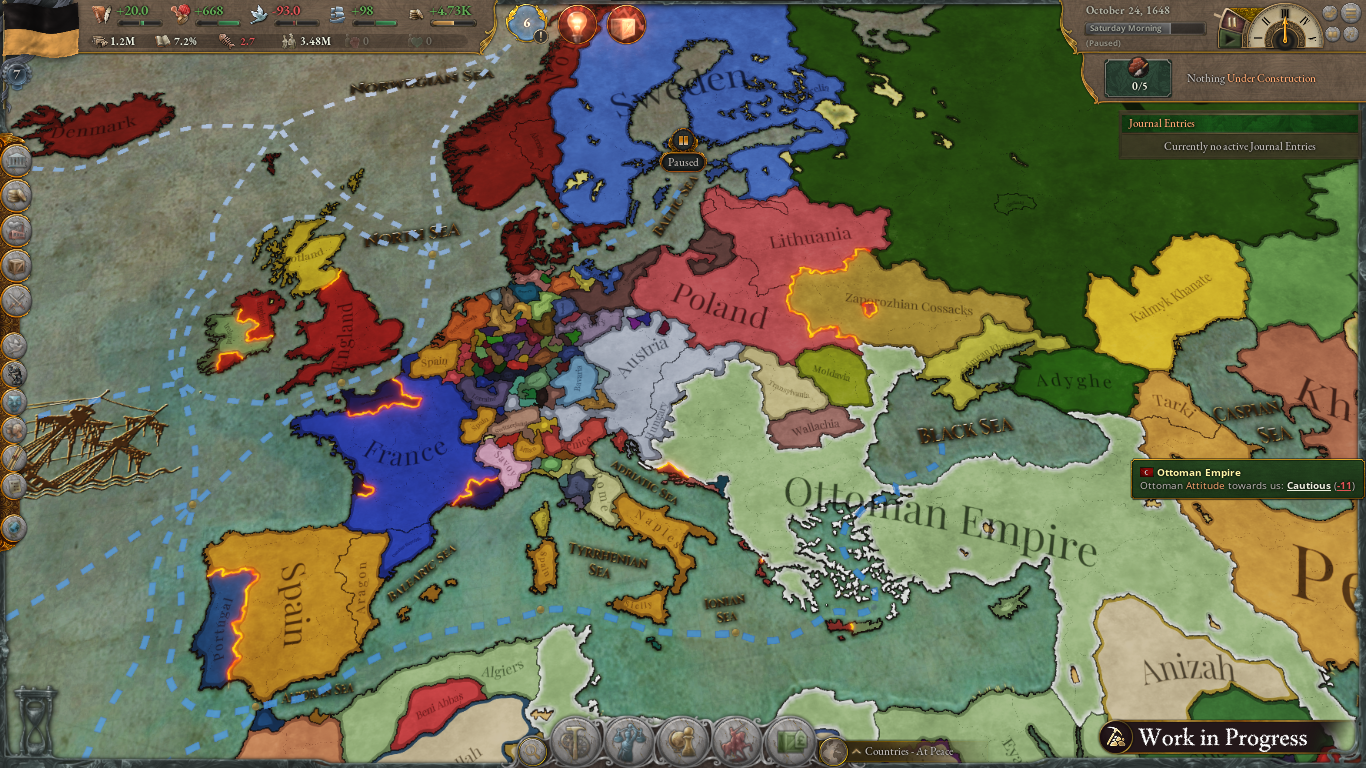 +20.0
+668
-93.0
+98
+4.73K
6
1.2M
7.2%
2.7
3.48M
0
0
October 24, 1648
Saturday Morning
(Paused)
0/5
Nothing Under Construction
Journal Entries
Currently no active Journal Entries
7
Norwegian Sea
Denmark
Sweden
Paused
Baltic Sea
North Sea
Lithuania
Poland
Zaporozhian Cossacks
Kalmyk Khanate
England
Spain
Austria
Bavaria
Hungary
Transylvania
Moldavia
Wallachia
Adyghe
Tarki
Caspian Sea
Black Sea
France
Savoy
Adriatic Sea
Naples
Ottoman Empire
Ottoman Empire
Ottoman Attitude towards us: Cautious (-11)
Spain
Aragon
Portugal
Balearic Sea
Tyrrhenian Sea
Sicily
Ionian Sea
Algiers
Beni Abbas
Anizah
Countries - At Peace
Work in Progress